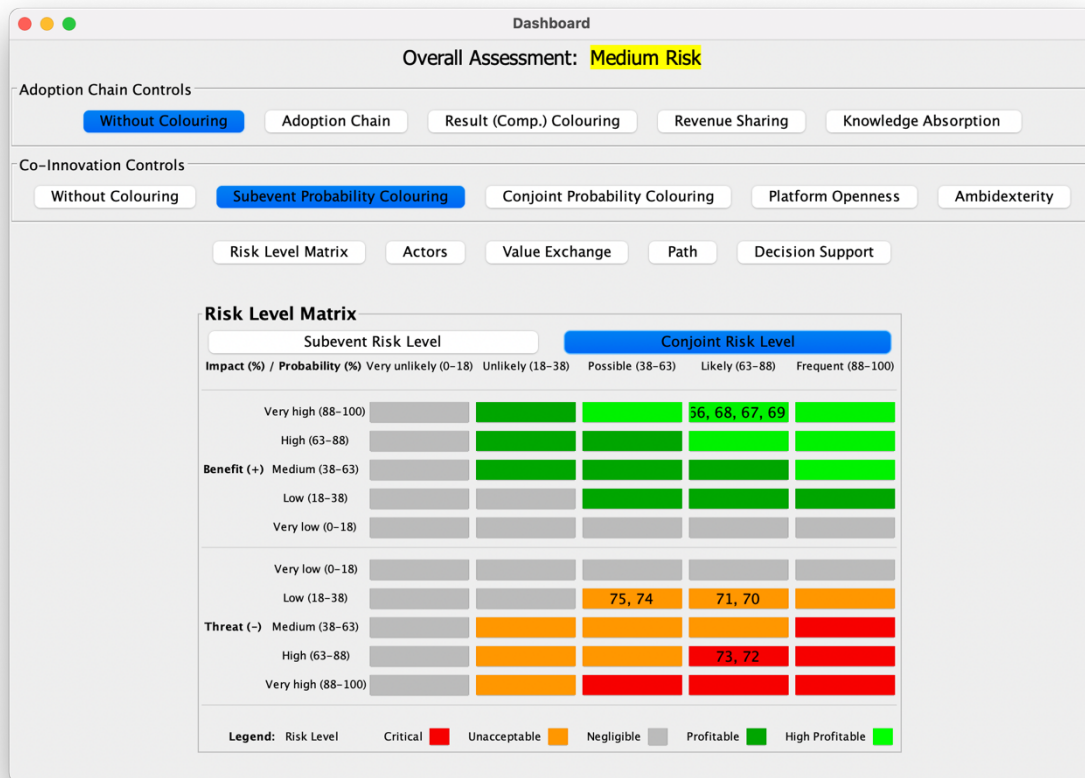 Dashboard
Overall Assessment: Medium Risk
Adoption Chain Controls
Without Colouring Adoption Chain Result (Comp.) Colouring Revenue Sharing Knowledge Absorption
Co-Innovation Controls
Without Colouring Subevent Probability Colouring Conjoint Probability Colouring Platform Openness Ambidexterity
Risk Level Matrix Actors Value Exchange Path Decision Support
Risk Level Matrix
Subevent Risk Level Conjoint Risk Level
Impact (%) / Probability (%) Very unlikely (0-18) Unlikely (18-38) Possible (38-63) Likely (63-88) Frequent (88-100)
Very high (88-100) 68, 67, 69
High (63-88)
Benefit (+) Medium (38-63)
Low (18-38)
Very low (0-18)
Very low (0-18)
Low (18-38) 75, 74 71, 70
Threat (-) Medium (38-63)
High (63-88) 73, 72
Very high (88-100)
Legend: Risk Level Critical Unacceptable Negligible Profitable High Profitable